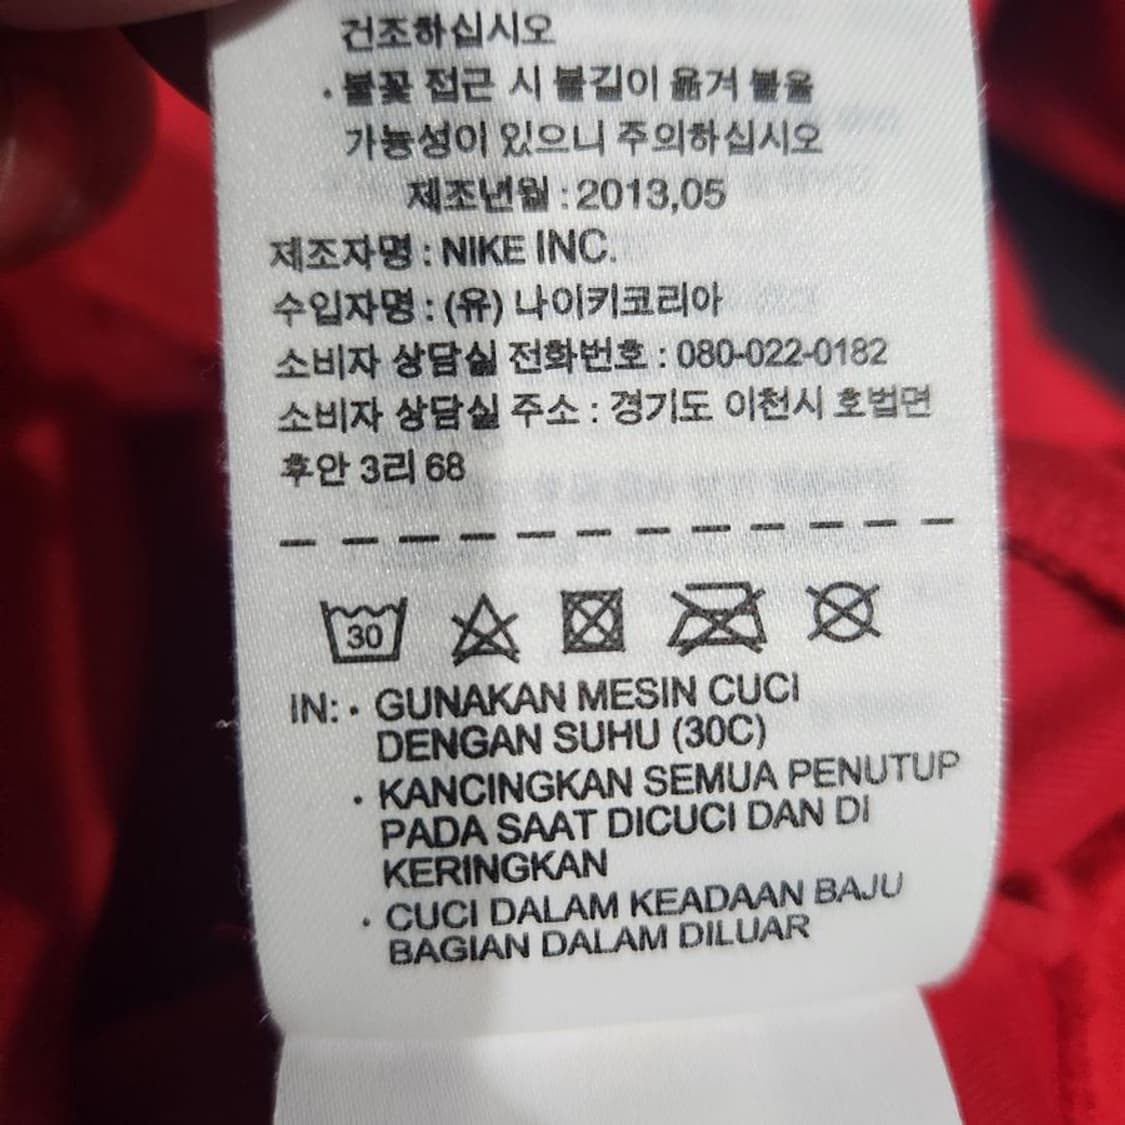 건조하십시오
· 불꽃 접근 시 불길이 옮겨 붙을
가능성이 있으니 주의하십시오
제조년월 : 2013,05
제조자명 : NIKE INC.
수입자명 : (유) 나이키코리아
소비자 상담실 전화번호 : 080-022-0182
소비자 상담실 주소 : 경기도 이천시 호법면
후안 3리 68
30
IN: · GUNAKAN MESIN CUCI
DENGAN SUHU (30C)
· KANCINGKAN SEMUA PENUTUP
PADA SAAT DICUCI DAN DI
KERINGKAN
· CUCI DALAM KEADAAN BAJU
BAGIAN DALAM DILUAR